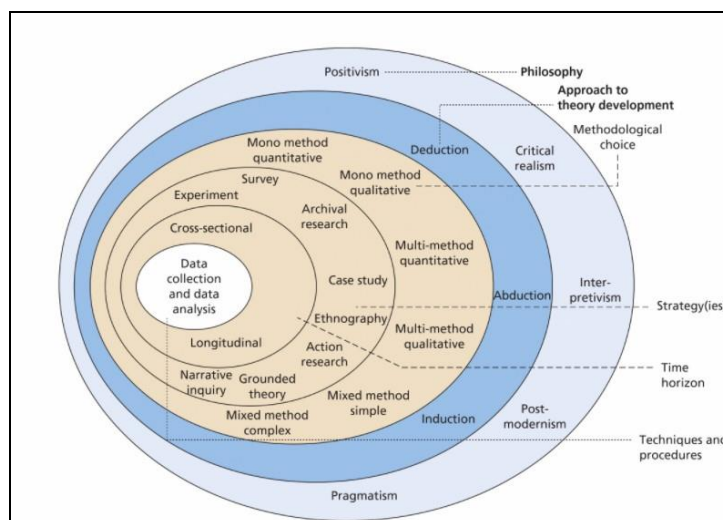 Positivism
Philosophy
Approach to
theory development
Methodological
choice
Mono method
quantitative
Deduction
Critical
realism
Survey
Mono method
qualitative
Experiment
Archival
research
Cross-sectional
Multi-method
quantitative
Data
collection
and data
analysis
Case study
Abduction
Inter-
pretivism
Strategy(ies
Ethnography
Multi-method
qualitative
Longitudinal
Action
research
Time
horizon
Narrative
inquiry
Grounded
theory
Mixed method
simple
Mixed method
complex
Induction
Post-
modernism
Techniques and
procedures
Pragmatism